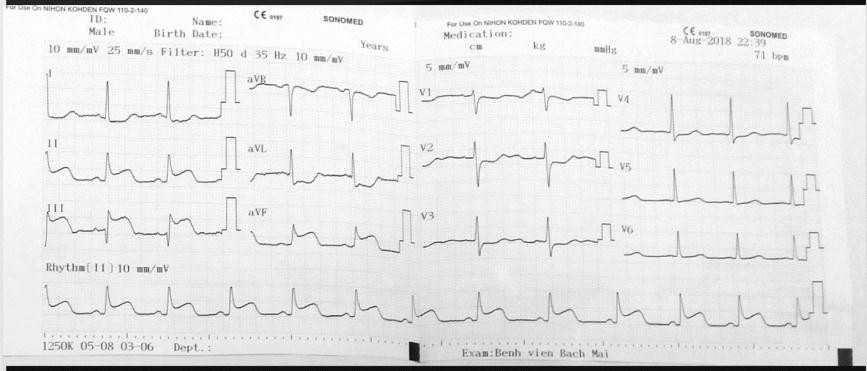 For Use On NIHON KOHDEN FQW 110-2-140
ID: Name: CE 0197 SONOMED
Male Birth Date: Years
10 mm/mV 25 mm/s Filter: H50 d 35 Hz 10 mm/mV
For Use On NIHON KOHDEN FQW 110-2-140
Medication: CE 0197 SONOMED
cm kg mmHg 8-Aug-2018 22:39
71 bpm
5 mm/mV 5 mm/mV
I aVR V1 V4
II aVL V2 V5
III aVF V3 V6
Rhythm[II]10 mm/mV
1250K 05-08 03-06 Dept.: Exam:Benh vien Bach Mai